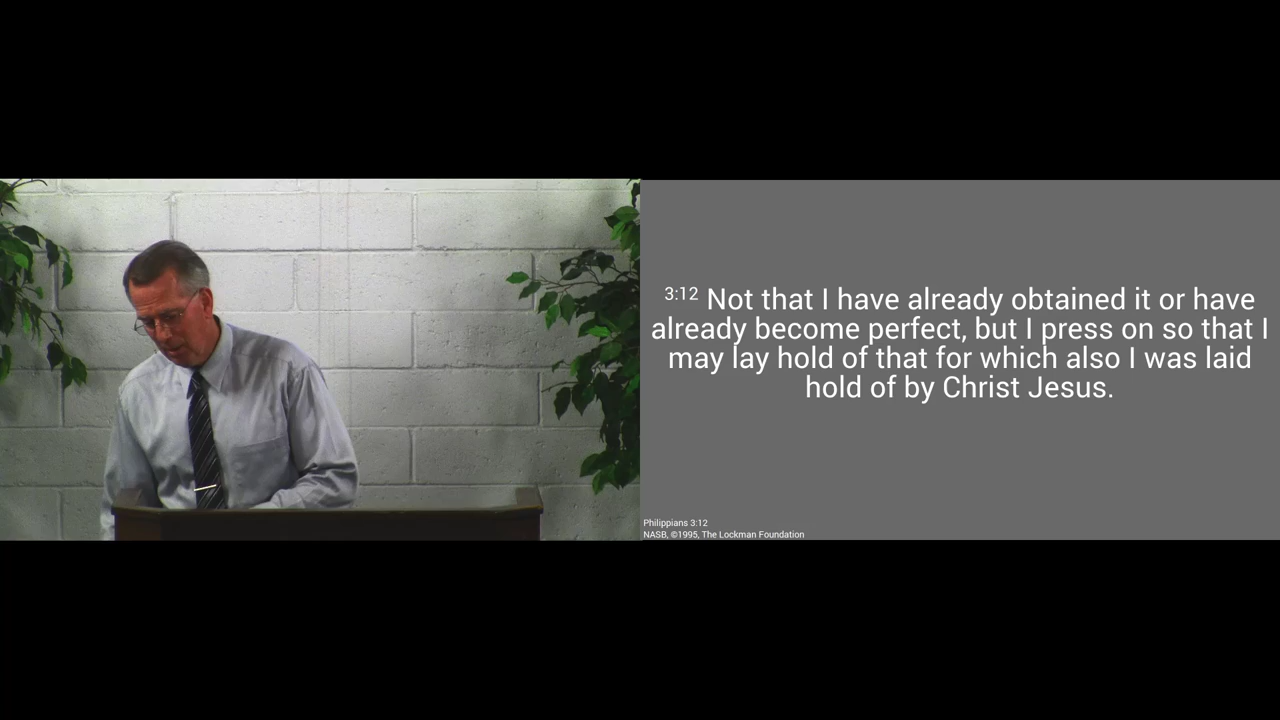 3:12 Not that I have already obtained it or have
already become perfect, but I press on so that I
may lay hold of that for which also I was laid
hold of by Christ Jesus.
Philippians 3:12
NASB, ©1995, The Lockman Foundation